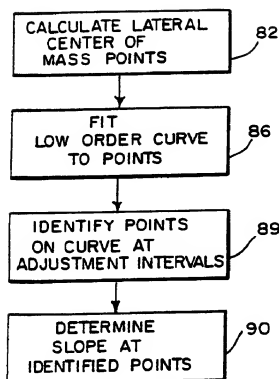 CALCULATE LATERAL
CENTER OF
MASS POINTS
82
FIT
LOW ORDER CURVE
TO POINTS
86
IDENTIFY POINTS
ON CURVE AT
ADJUSTMENT INTERVALS
89
DETERMINE
SLOPE AT
IDENTIFIED POINTS
90